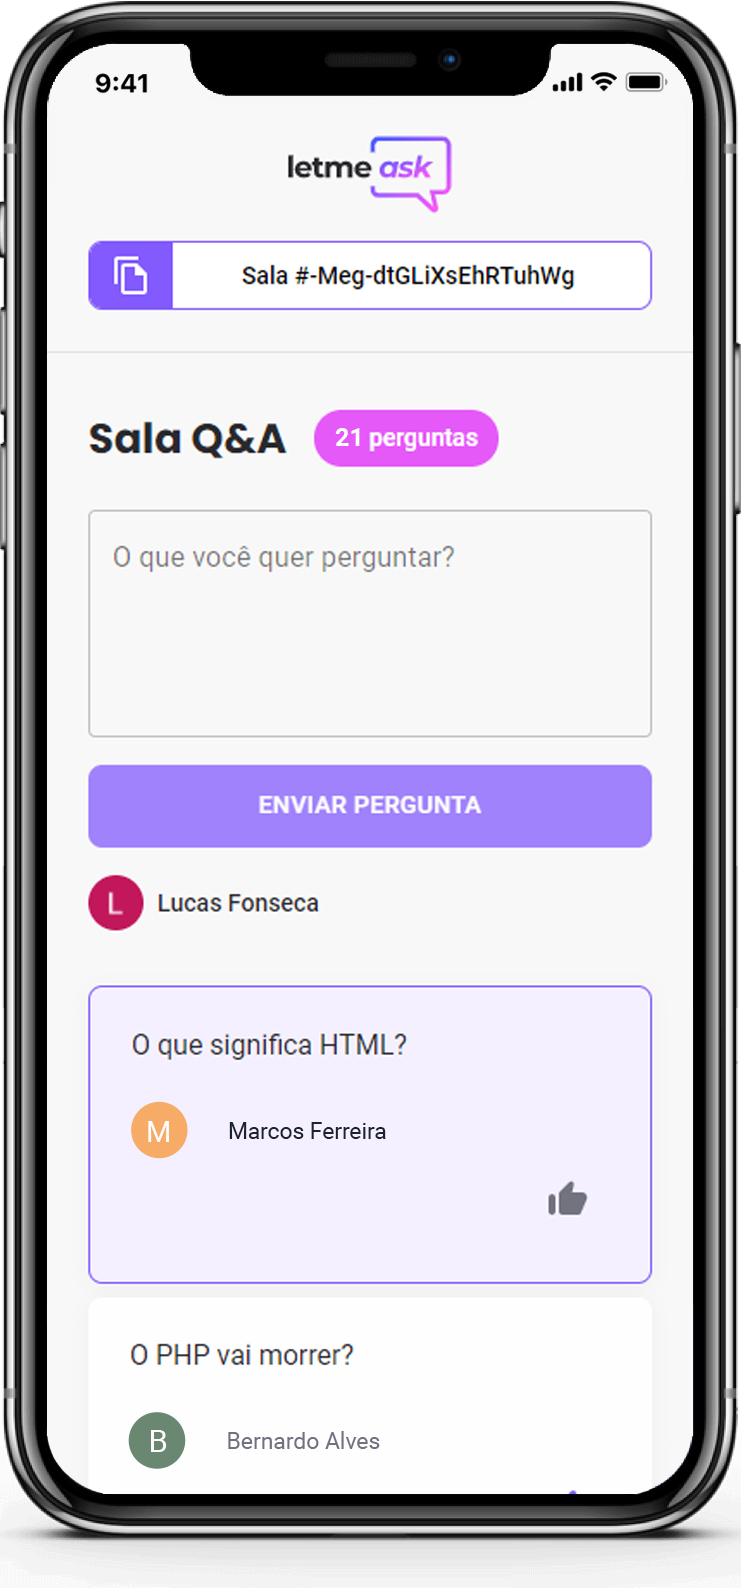 9:41
letme ask
Sala #-Meg-dtGLiXsEhRTuhWg
Sala Q&A
21 perguntas
O que você quer perguntar?
ENVIAR PERGUNTA
L Lucas Fonseca
O que significa HTML?
M Marcos Ferreira
O PHP vai morrer?
B Bernardo Alves